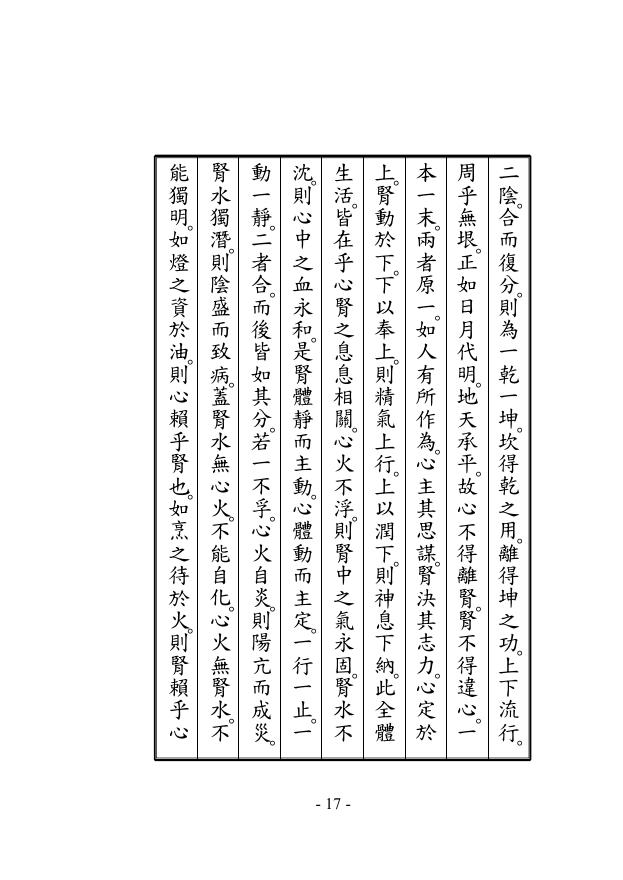 二陰。合而復分。則為一乾一坤。坎得乾之用。離得坤之功。上下流行。
周乎無垠。正如日月代明。地天承平。故心不得離腎。腎不得違心。一
本一末。兩者原一。如人有所作為。心主其思謀。腎決其志力。心定於
上。腎動於下。下以奉上。則精氣上行。上以潤下。則神息下納。此全體
生活。皆在乎心腎之息息相關。心火不浮。則腎中之氣永固。腎水不
沈。則心中之血永和。是腎體靜而主動。心體動而主定。一行一止。一
動一靜。二者合。而後皆如其分。若一不孚。心火自炎。則陽亢而成災。
腎水獨潛。則陰盛而致病。蓋腎水無心火。不能自化。心火無腎水。不
能獨明。如燈之資於油。則心賴乎腎也。如烹之待於火。則腎賴乎心
- 17 -